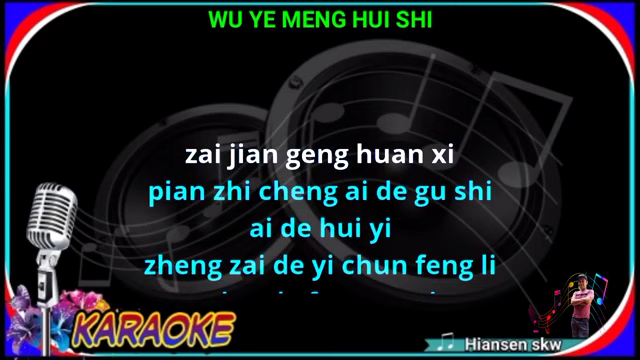 WU YE MENG HUI SHI
zai jian geng huan xi
pian zhi cheng ai de gu shi
ai de hui yi
zheng zai de yi chun feng li
KARAOKE
Hiansen skw